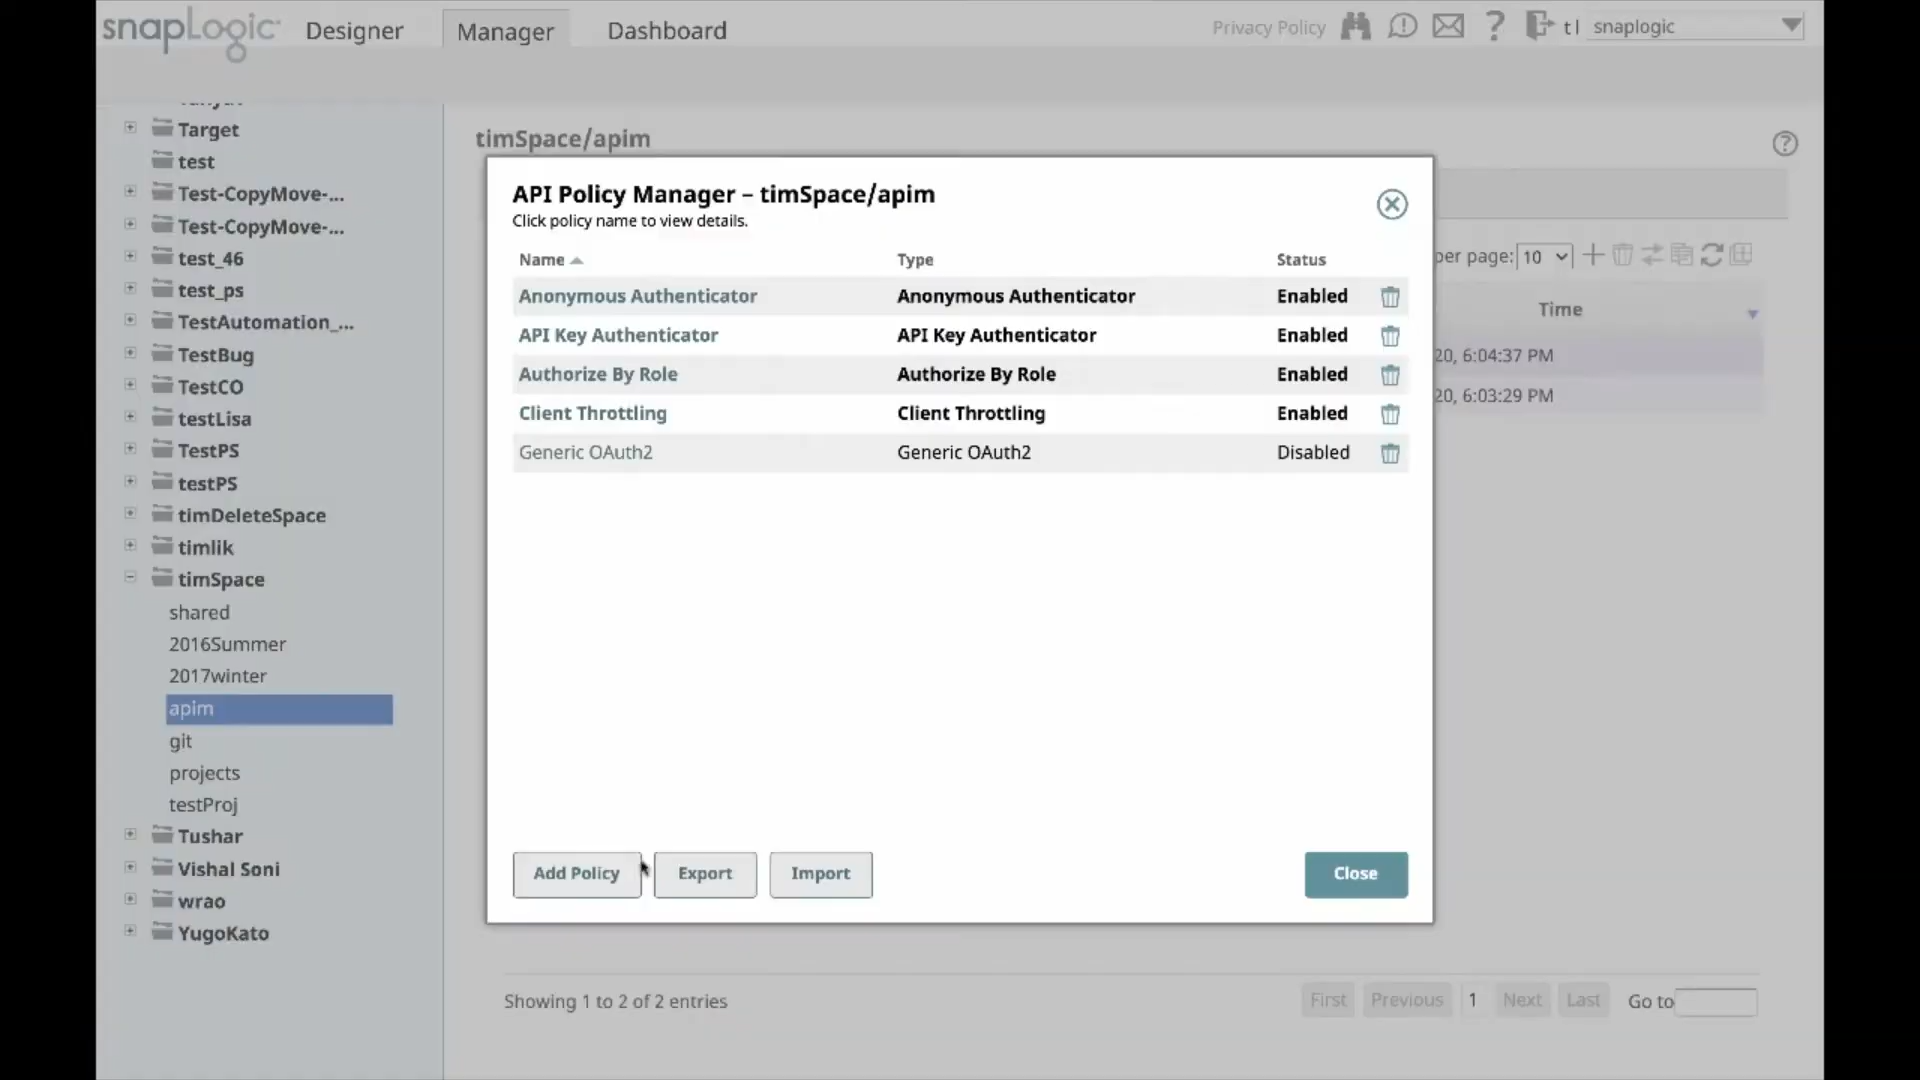 snapLogic
Designer
Manager
Dashboard
Privacy Policy
t l
snaplogic
Target
test
Test-CopyMove-...
Test-CopyMove-...
test_46
test_ps
TestAutomation_...
TestBug
TestCO
testLisa
TestPS
testPS
timDeleteSpace
timlik
timSpace
shared
2016Summer
2017winter
apim
git
projects
testProj
Tushar
Vishal Soni
wrao
YugoKato
timSpace/apim
per page: 10
Time
20, 6:04:37 PM
20, 6:03:29 PM
API Policy Manager – timSpace/apim
Click policy name to view details.
Name Type Status
Anonymous Authenticator Anonymous Authenticator Enabled
API Key Authenticator API Key Authenticator Enabled
Authorize By Role Authorize By Role Enabled
Client Throttling Client Throttling Enabled
Generic OAuth2 Generic OAuth2 Disabled
Add Policy Export Import Close
Showing 1 to 2 of 2 entries
First Previous 1 Next Last Go to